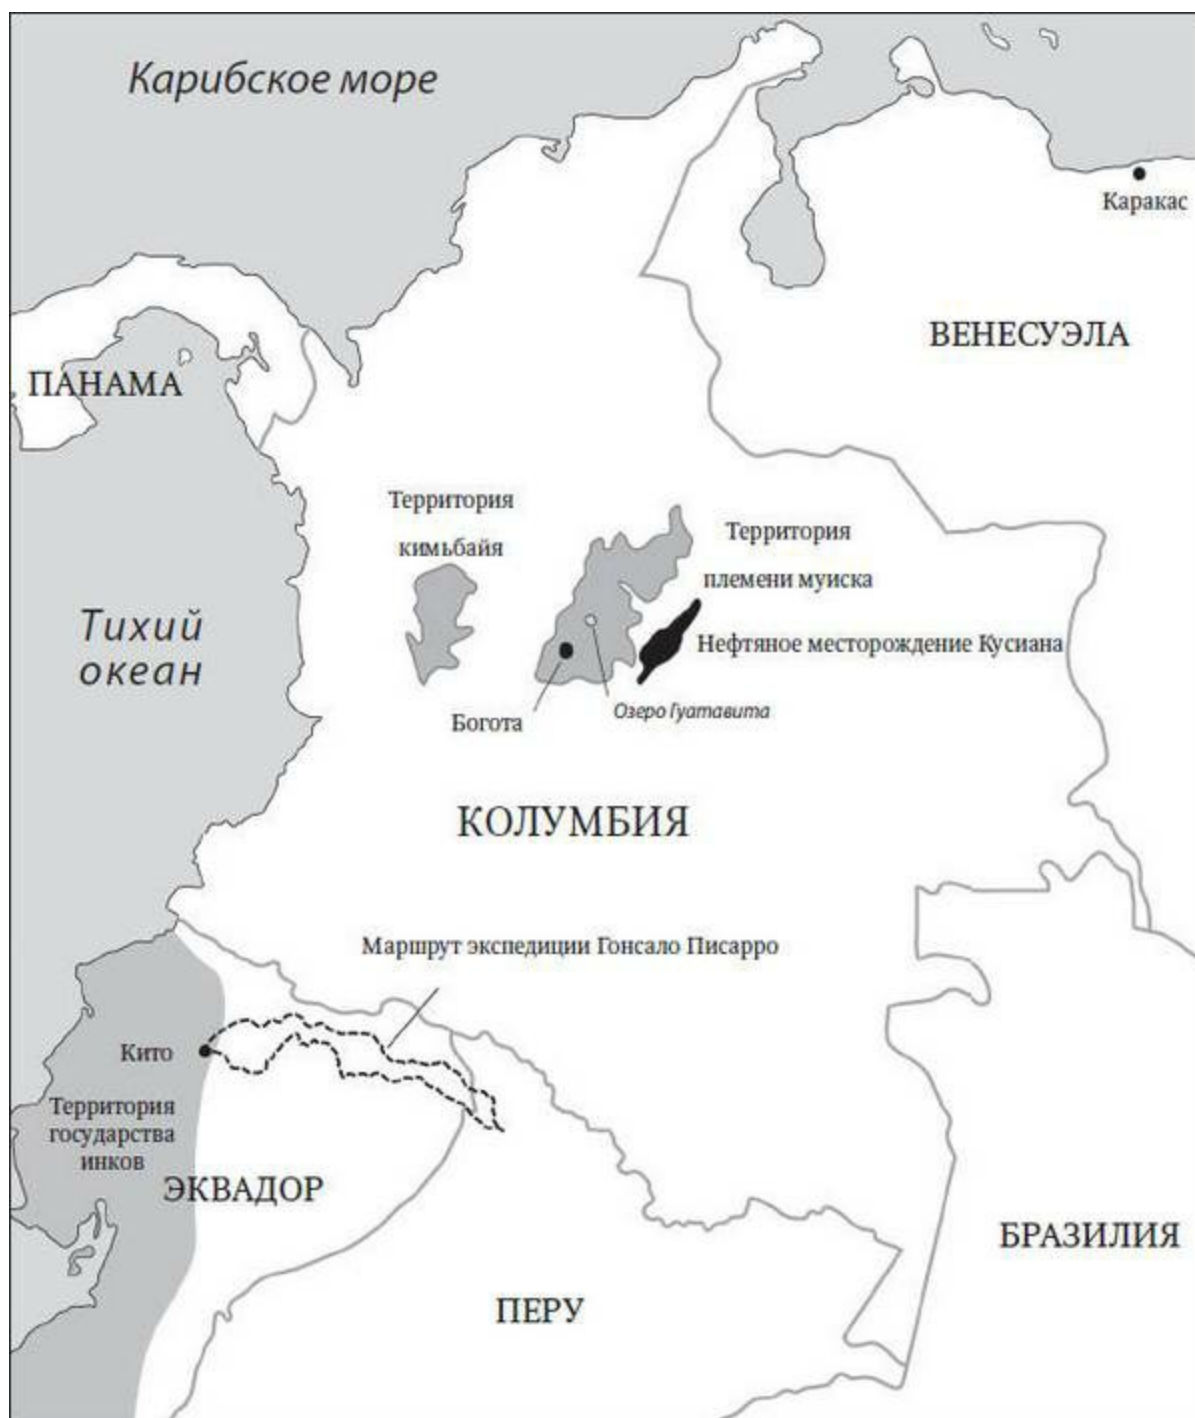 Карибское море
Каракас
ВЕНЕСУЭЛА
ПАНАМА
Территория
кимьбайя
Территория
племени муиска
Тихий
океан
Нефтяное месторождение Кусиана
Богота
Озеро Гуатавита
КОЛУМБИЯ
Маршрут экспедиции Гонсало Писарро
Кито
Территория
государства
инков
ЭКВАДОР
БРАЗИЛИЯ
ПЕРУ